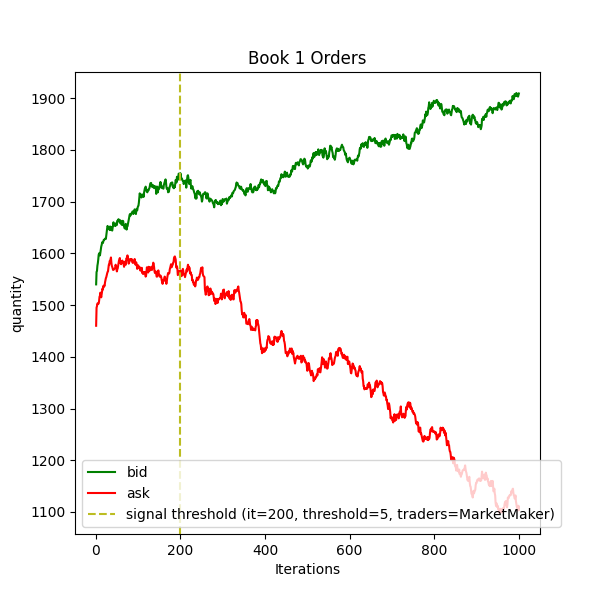 Book 1 Orders
quantity
1900
1800
1700
1600
1500
1400
1300
1200
1100
bid
ask
signal threshold (it=200, threshold=5, traders=MarketMaker)
0 200 400 600 800 1000
Iterations